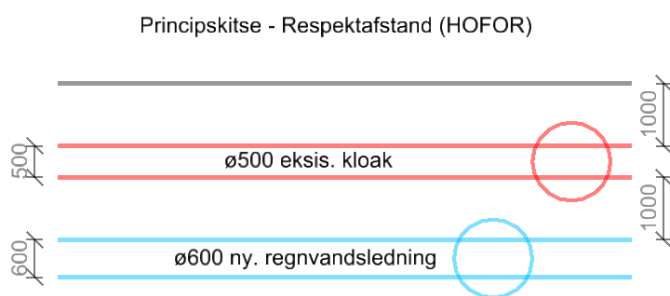 Principskitse - Respektafstand (HOFOR)
1000
500
ø500 eksis. kloak
1000
600
ø600 ny. regnvandsledning